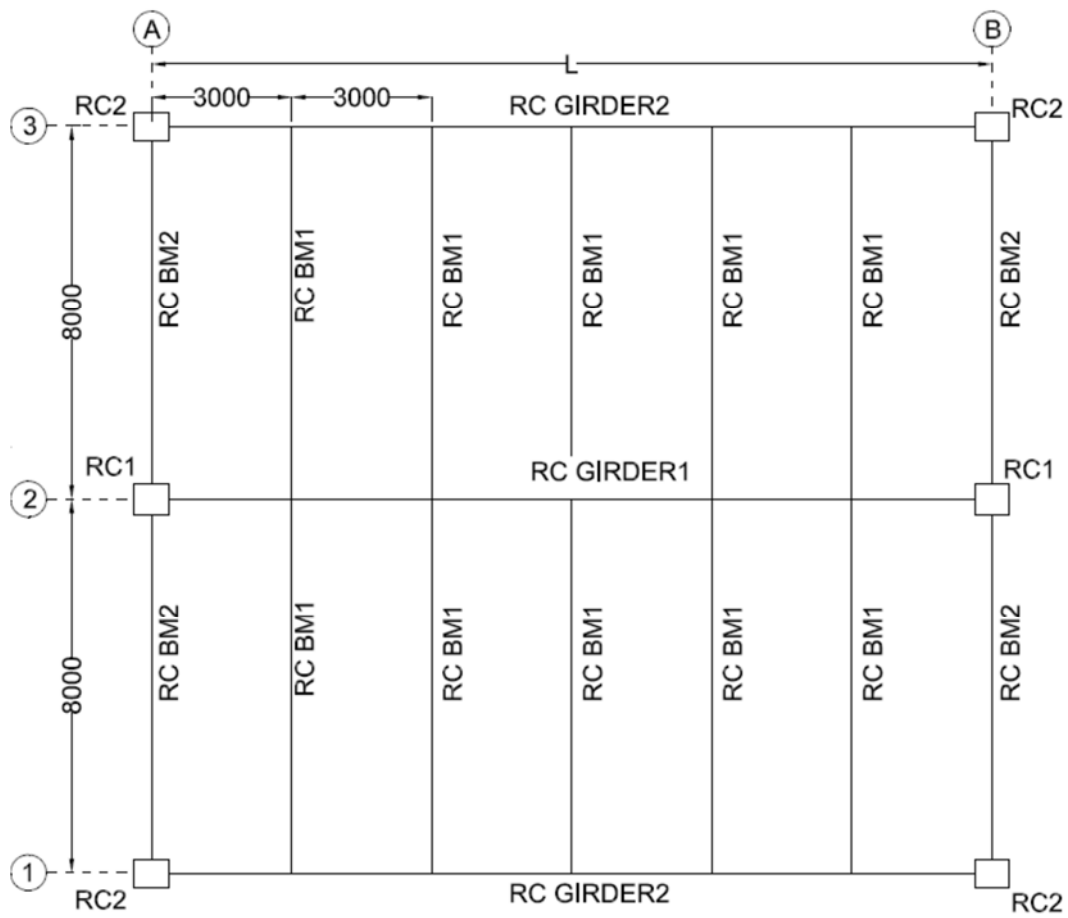 A B
L
3000 3000
RC2 RC GIRDER2 RC2
3
RC BM2 RC BM1 RC BM1 RC BM1 RC BM1 RC BM1 RC BM2
8000
RC1 RC GIRDER1 RC1
2
RC BM2 RC BM1 RC BM1 RC BM1 RC BM1 RC BM1 RC BM2
8000
1
RC2 RC GIRDER2 RC2